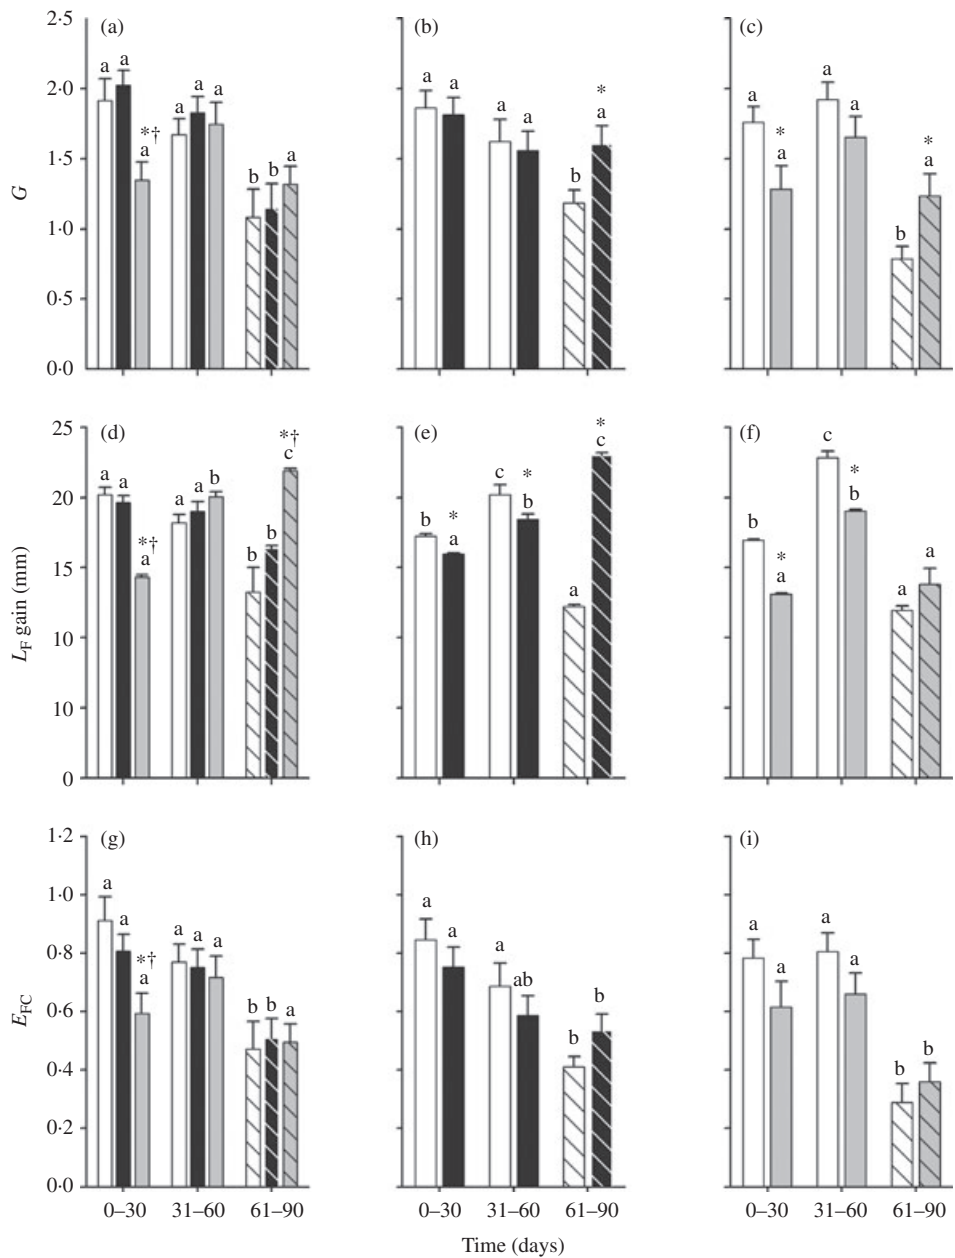 2·5
(a)
(b)
(c)
a
a
*†
a
a
a
a
b
b
a
a
a
a
a
b
*
a
a
*
a
a
a
b
*
a
2·0
1·5
1·0
0·5
0·0
G
25
(d)
(e)
(f)
a
a
*†
a
a
a
b
b
b
*†
c
b
*
a
c
*
b
a
*
c
b
*
a
c
*
b
a
a
20
15
10
10
0
LF gain (mm)
1·2
(g)
(h)
(i)
a
a
*†
a
a
a
a
b
b
a
a
a
a
ab
b
b
a
a
a
a
b
b
1·0
0·8
0·6
0·4
0·2
0·0
EFC
0–30 31–60 61–90
0–30 31–60 61–90
0–30 31–60 61–90
Time (days)